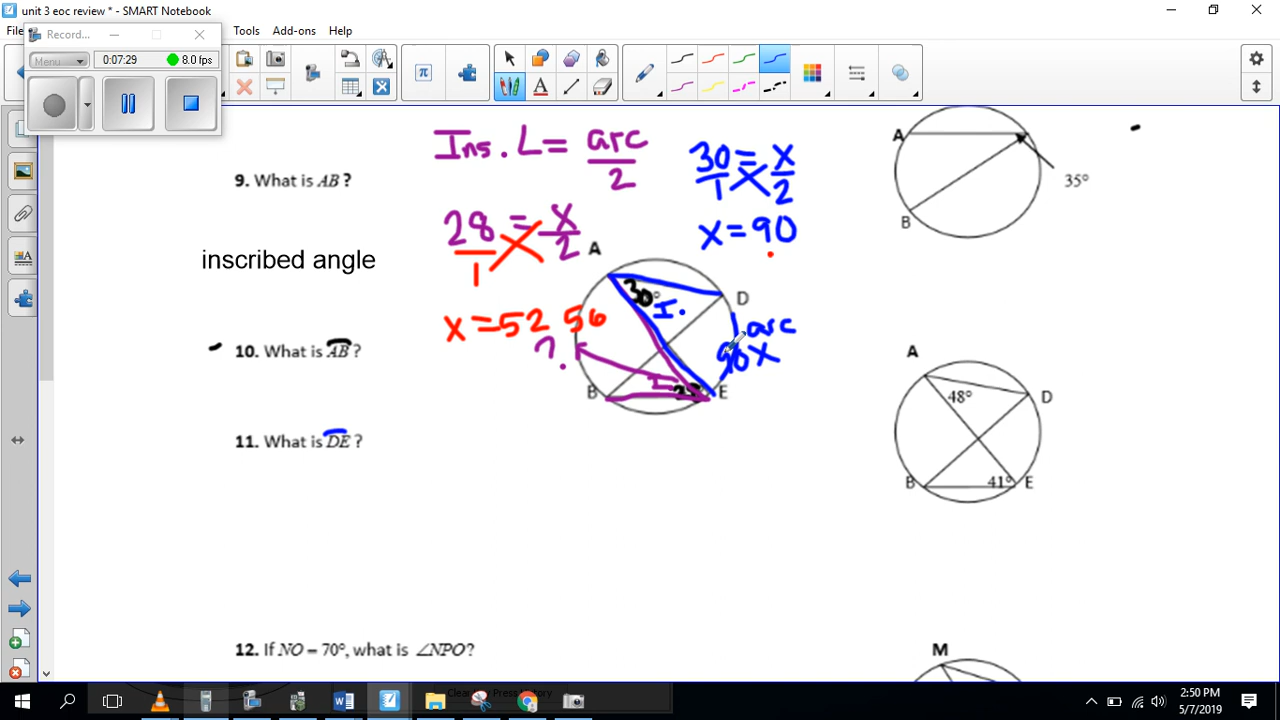 unit 3 eoc review * - SMART Notebook
Record...
File
Tools
Add-ons
Help
Menu
0:07:29
8.0 fps
Ins. L = arc
2
30 = x
1 2
x = 90
9. What is AB ?
28 = x
1 2
inscribed angle
x = 52 56
?
A
D
B
E
30°
I.
I
arc
90 x
10. What is AB ?
11. What is DE ?
12. If NO = 70°, what is ∠NPO?
A
B
35°
A
48°
D
B
41°
E
M
2:50 PM
5/7/2019